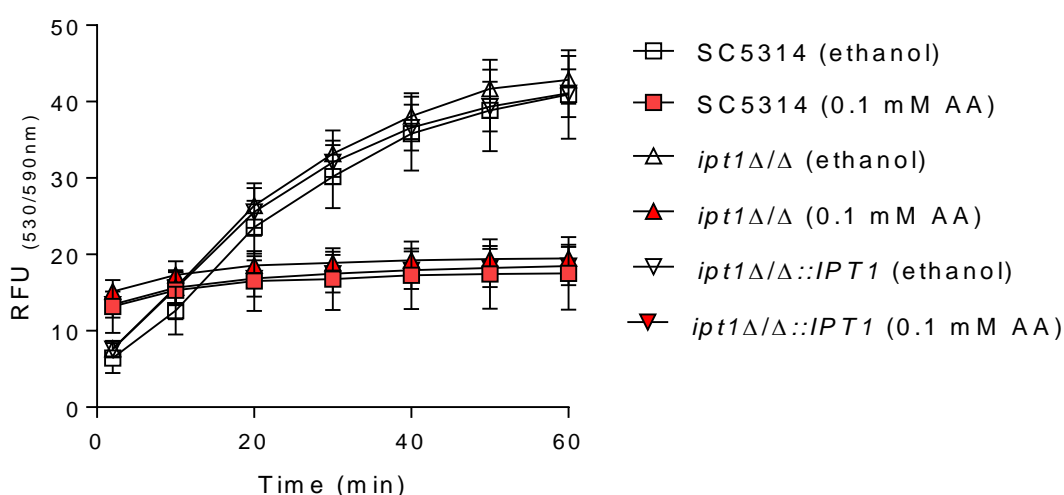 50
40
30
20
10
0
RFU (530/590nm)
0 20 40 60
Time (min)
SC5314 (ethanol)
SC5314 (0.1 mM AA)
ipt1Δ/Δ (ethanol)
ipt1Δ/Δ (0.1 mM AA)
ipt1Δ/Δ::IPT1 (ethanol)
ipt1Δ/Δ::IPT1 (0.1 mM AA)